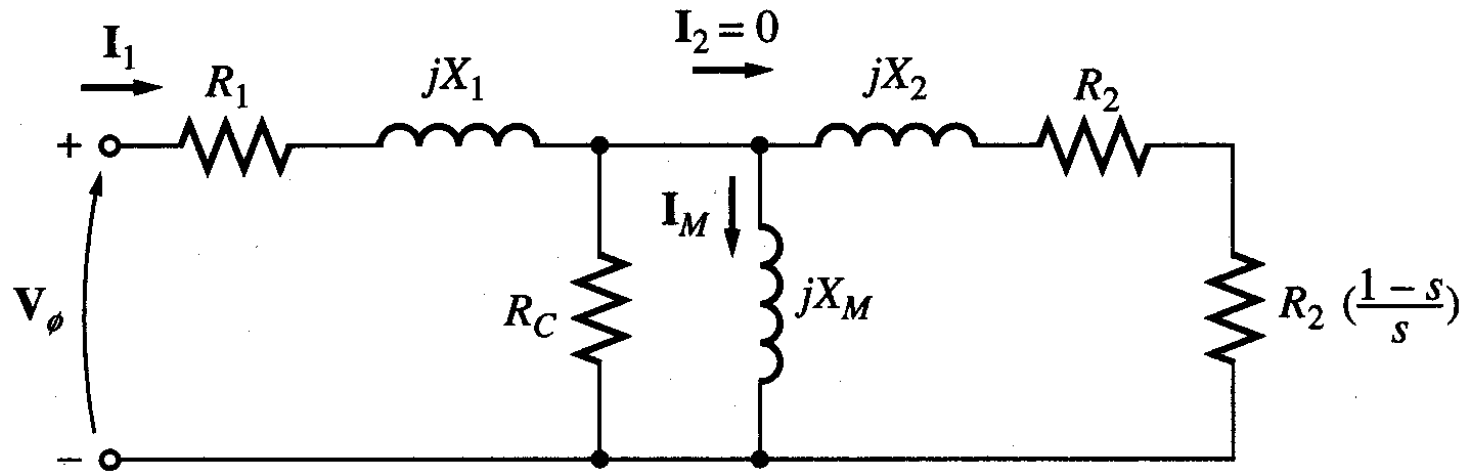 I₁
I₂ = 0
R₁
jX₁
jX₂
R₂
+
I_M
V_ϕ
R_C
jX_M
R₂ (1 − s / s)
−